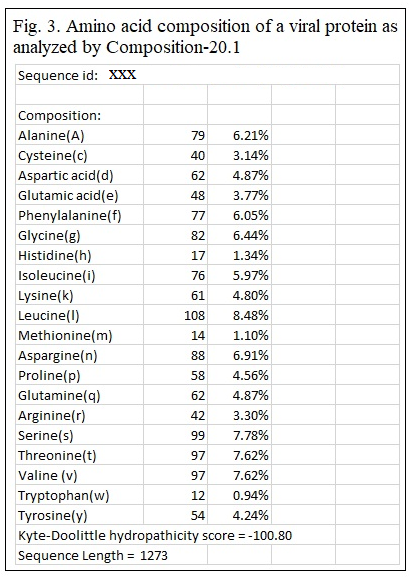 Fig. 3. Amino acid composition of a viral protein as
analyzed by Composition-20.1
Sequence id: XXX
Composition:
Alanine(A) 79 6.21%
Cysteine(c) 40 3.14%
Aspartic acid(d) 62 4.87%
Glutamic acid(e) 48 3.77%
Phenylalanine(f) 77 6.05%
Glycine(g) 82 6.44%
Histidine(h) 17 1.34%
Isoleucine(i) 76 5.97%
Lysine(k) 61 4.80%
Leucine(l) 108 8.48%
Methionine(m) 14 1.10%
Aspargine(n) 88 6.91%
Proline(p) 58 4.56%
Glutamine(q) 62 4.87%
Arginine(r) 42 3.30%
Serine(s) 99 7.78%
Threonine(t) 97 7.62%
Valine (v) 97 7.62%
Tryptophan(w) 12 0.94%
Tyrosine(y) 54 4.24%
Kyte-Doolittle hydropathicity score = -100.80
Sequence Length = 1273